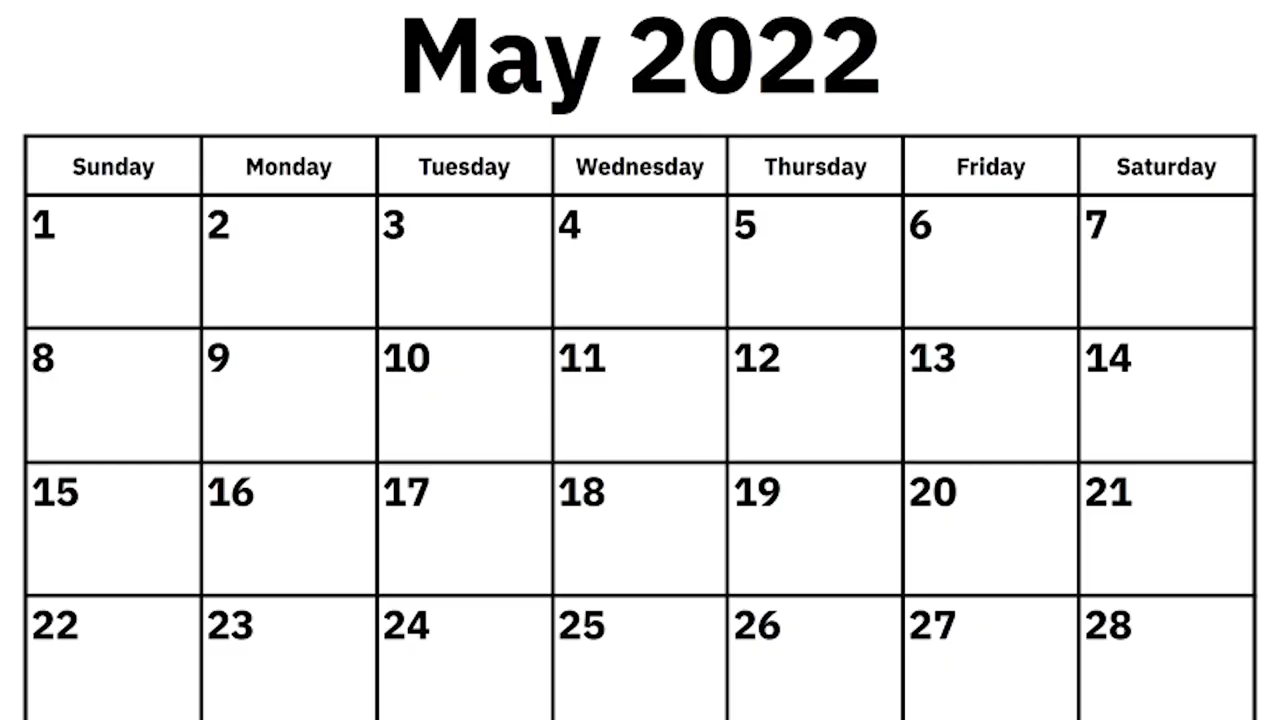 May 2022
Sunday Monday Tuesday Wednesday Thursday Friday Saturday
1 2 3 4 5 6 7
8 9 10 11 12 13 14
15 16 17 18 19 20 21
22 23 24 25 26 27 28